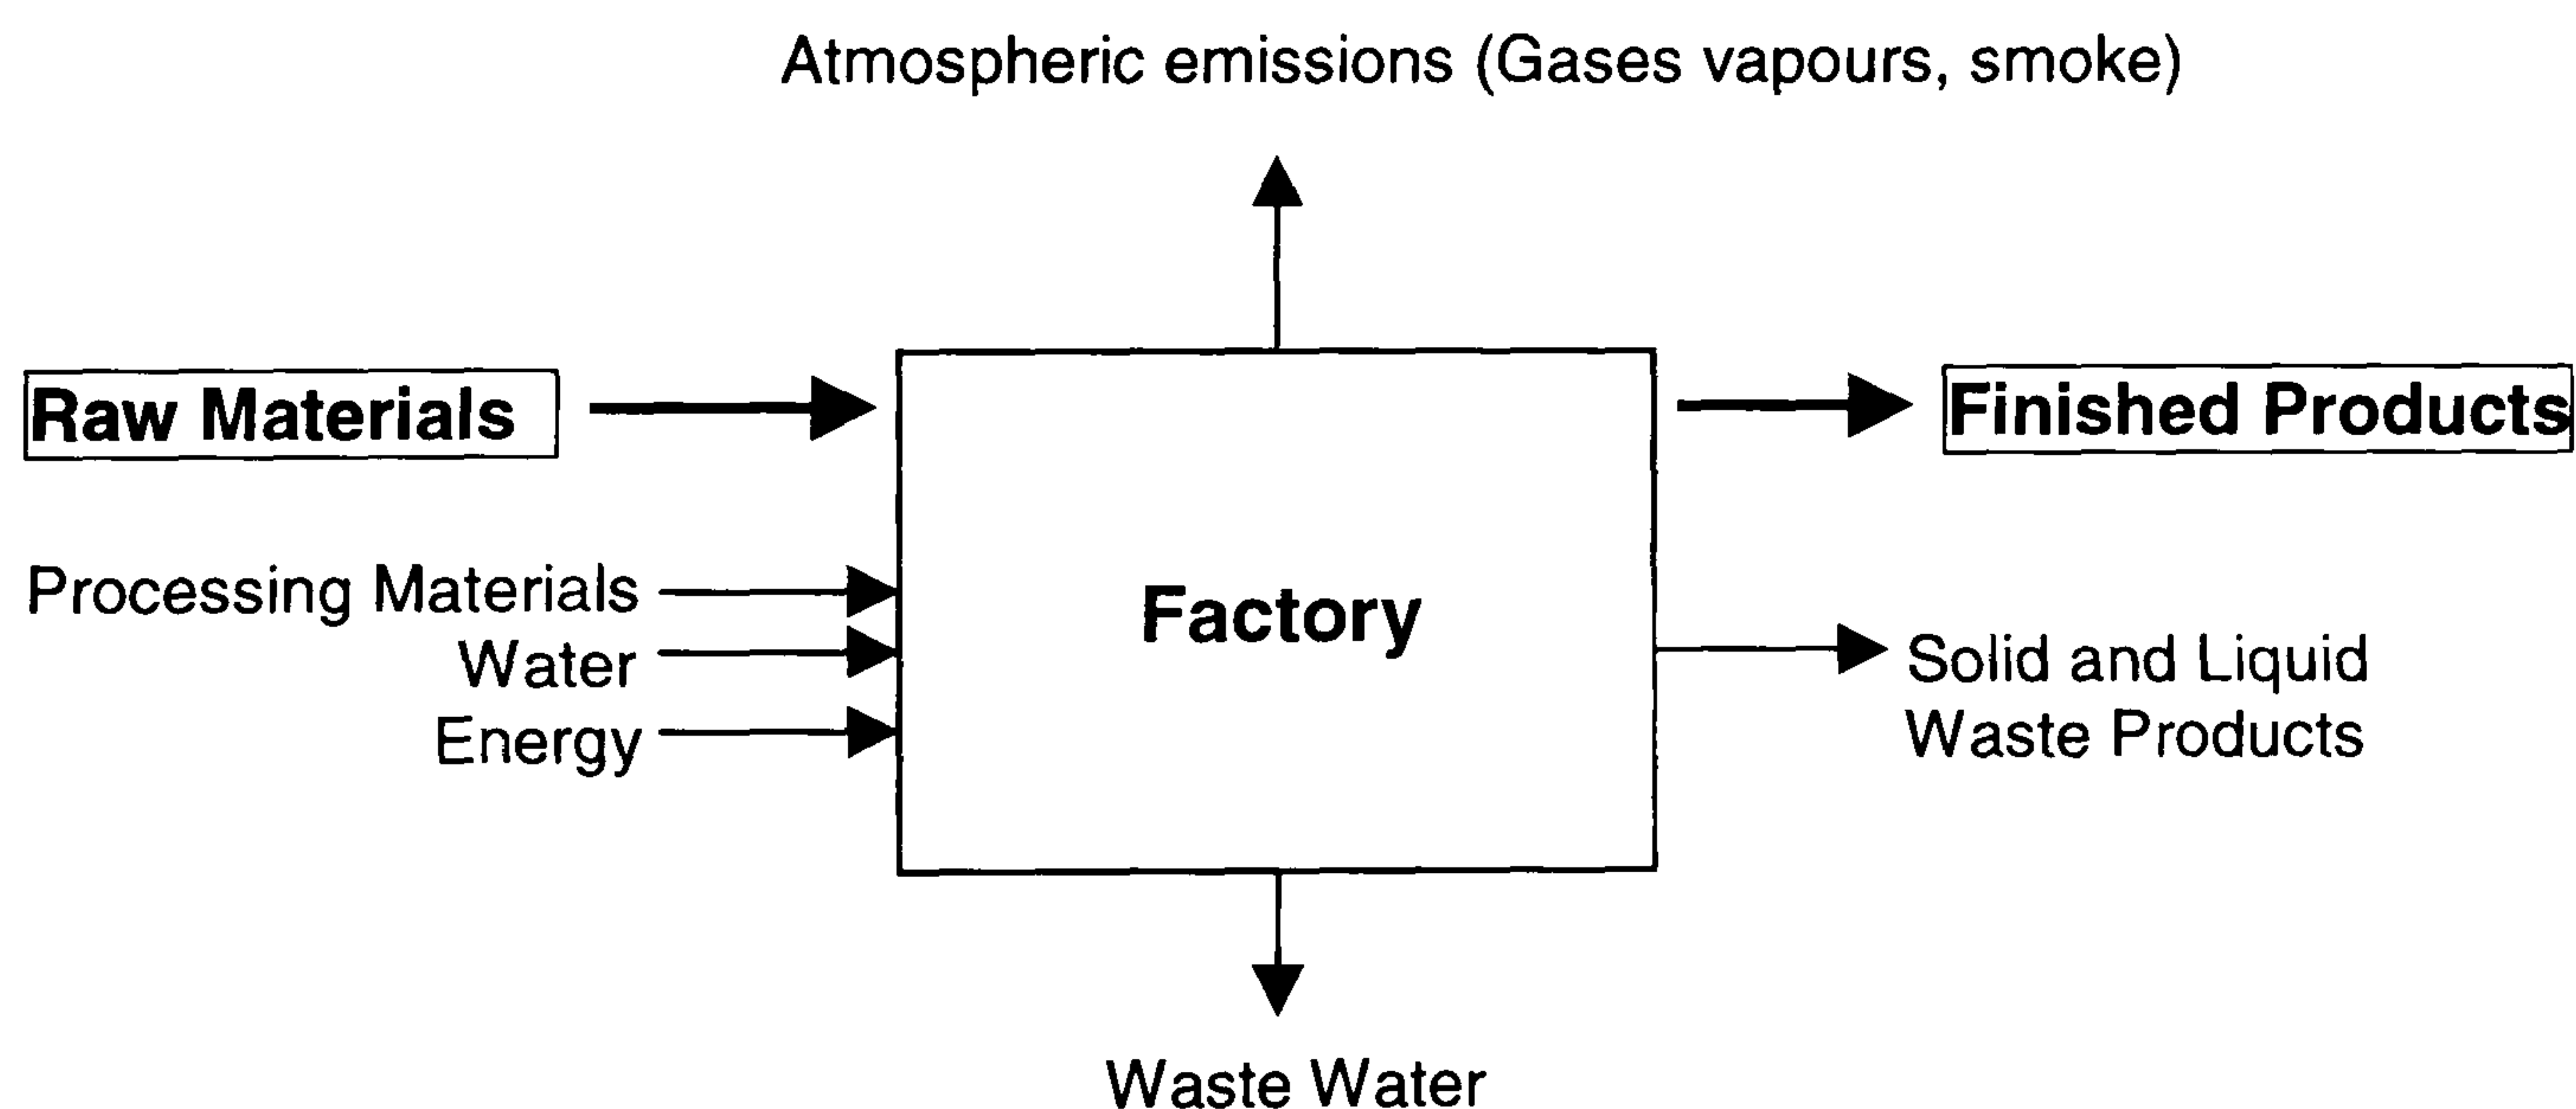 Atmospheric emissions (Gases vapours, smoke)
Raw Materials
Finished Products
Processing Materials
Water
Energy
Factory
Solid and Liquid
Waste Products
Waste Water